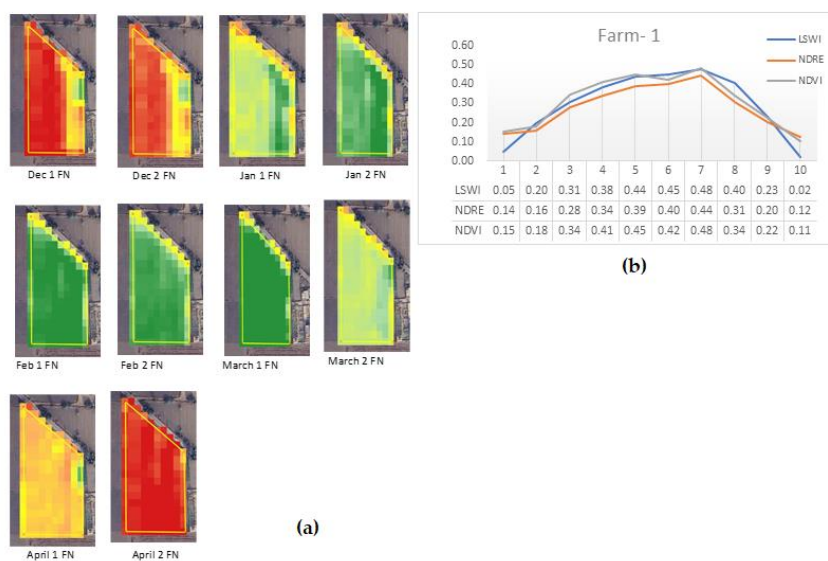 Dec 1 FN
Dec 2 FN
Jan 1 FN
Jan 2 FN
Feb 1 FN
Feb 2 FN
March 1 FN
March 2 FN
April 1 FN
April 2 FN
(a)
Farm- 1
LSWI
NDRE
NDVI
0.60
0.50
0.40
0.30
0.20
0.10
0.00
1 2 3 4 5 6 7 8 9 10
LSWI 0.05 0.20 0.31 0.38 0.44 0.45 0.48 0.40 0.23 0.02
NDRE 0.14 0.16 0.28 0.34 0.39 0.40 0.44 0.31 0.20 0.12
NDVI 0.15 0.18 0.34 0.41 0.45 0.42 0.48 0.34 0.22 0.11
(b)